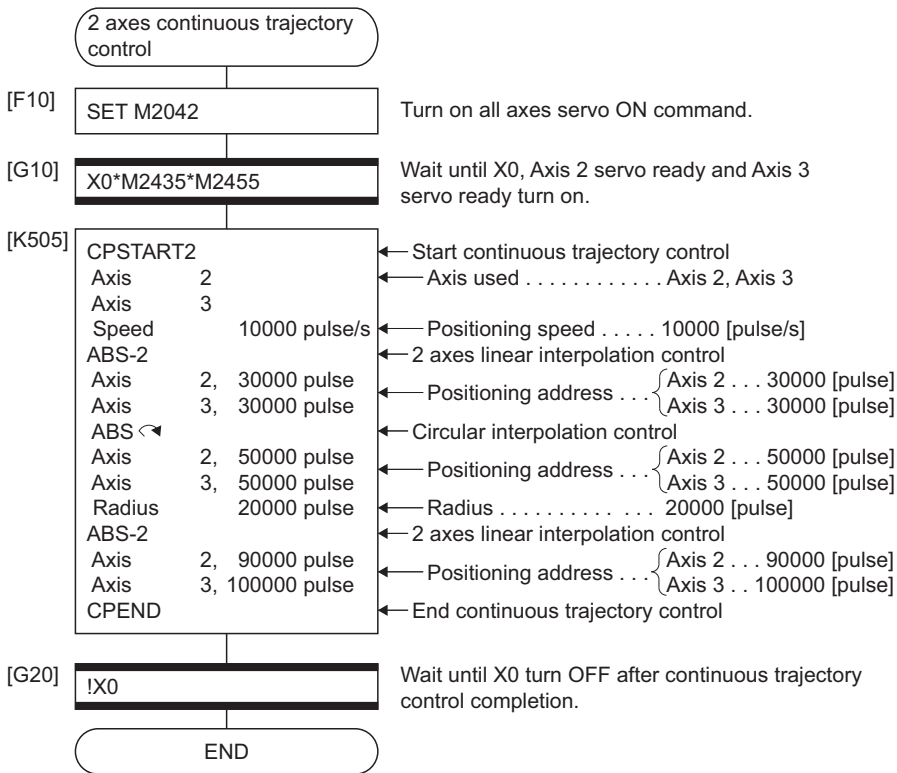 2 axes continuous trajectory
control
[F10]
SET M2042
Turn on all axes servo ON command.
[G10]
X0*M2435*M2455
Wait until X0, Axis 2 servo ready and Axis 3
servo ready turn on.
[K505]
CPSTART2 Start continuous trajectory control
Axis 2 Axis used . . . . . . . . . . . . Axis 2, Axis 3
Axis 3
Speed 10000 pulse/s Positioning speed . . . . . 10000 [pulse/s]
ABS-2 2 axes linear interpolation control
Axis 2, 30000 pulse Positioning address . . . Axis 2 . . . 30000 [pulse]
Axis 3, 30000 pulse Axis 3 . . . 30000 [pulse]
ABS Circular interpolation control
Axis 2, 50000 pulse Positioning address . . . Axis 2 . . . 50000 [pulse]
Axis 3, 50000 pulse Axis 3 . . . 50000 [pulse]
Radius 20000 pulse Radius . . . . . . . . . . . . . . 20000 [pulse]
ABS-2 2 axes linear interpolation control
Axis 2, 90000 pulse Positioning address . . . Axis 2 . . . 90000 [pulse]
Axis 3, 100000 pulse Axis 3 . . 100000 [pulse]
CPEND End continuous trajectory control
[G20]
!X0
Wait until X0 turn OFF after continuous trajectory
control completion.
END